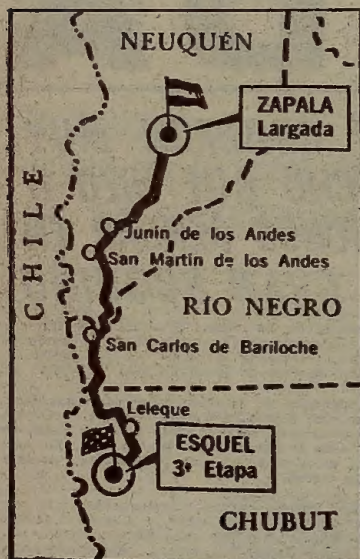 NEUQUÉN
ZAPALA
Largada
CHILE
Junín de los Andes
San Martín de los Andes
RÍO NEGRO
San Carlos de Bariloche
Leleque
ESQUEL
3ª Etapa
CHUBUT